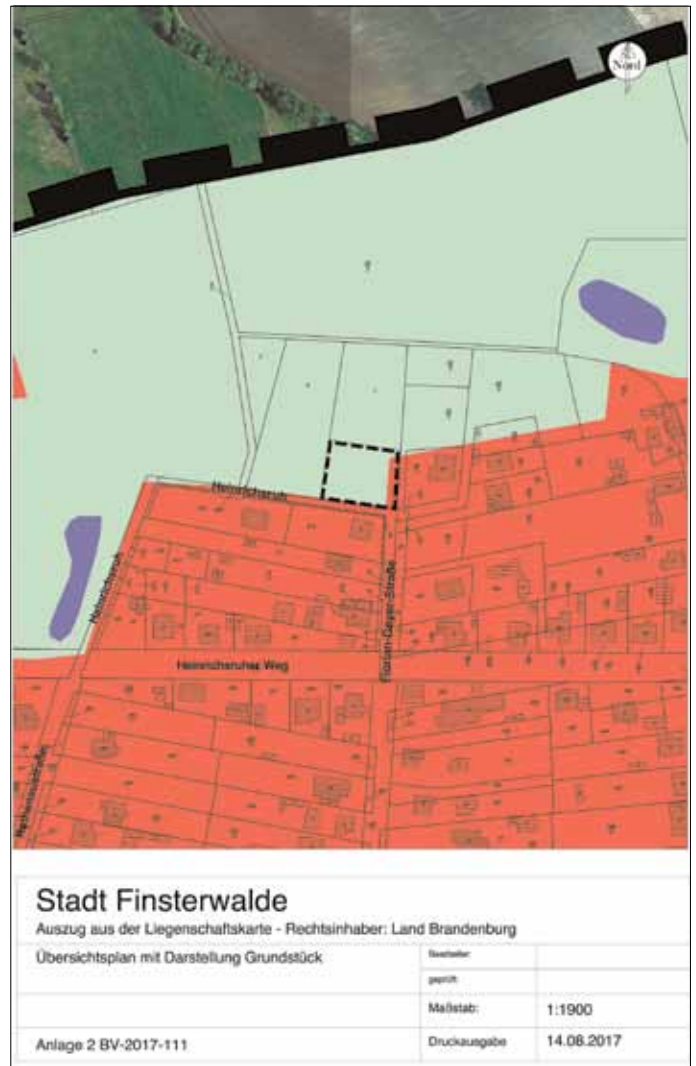 Nord
Heinrichsruh
Heinrichsruh
Florian-Geyer-Straße
Heinrichsruher Weg
Stadt Finsterwalde
Auszug aus der Liegenschaftskarte - Rechtsinhaber: Land Brandenburg
Übersichtsplan mit Darstellung Grundstück
Bearbeiter
geprüft
Maßstab: 1:1900
Anlage 2 BV-2017-111
Druckausgabe 14.08.2017